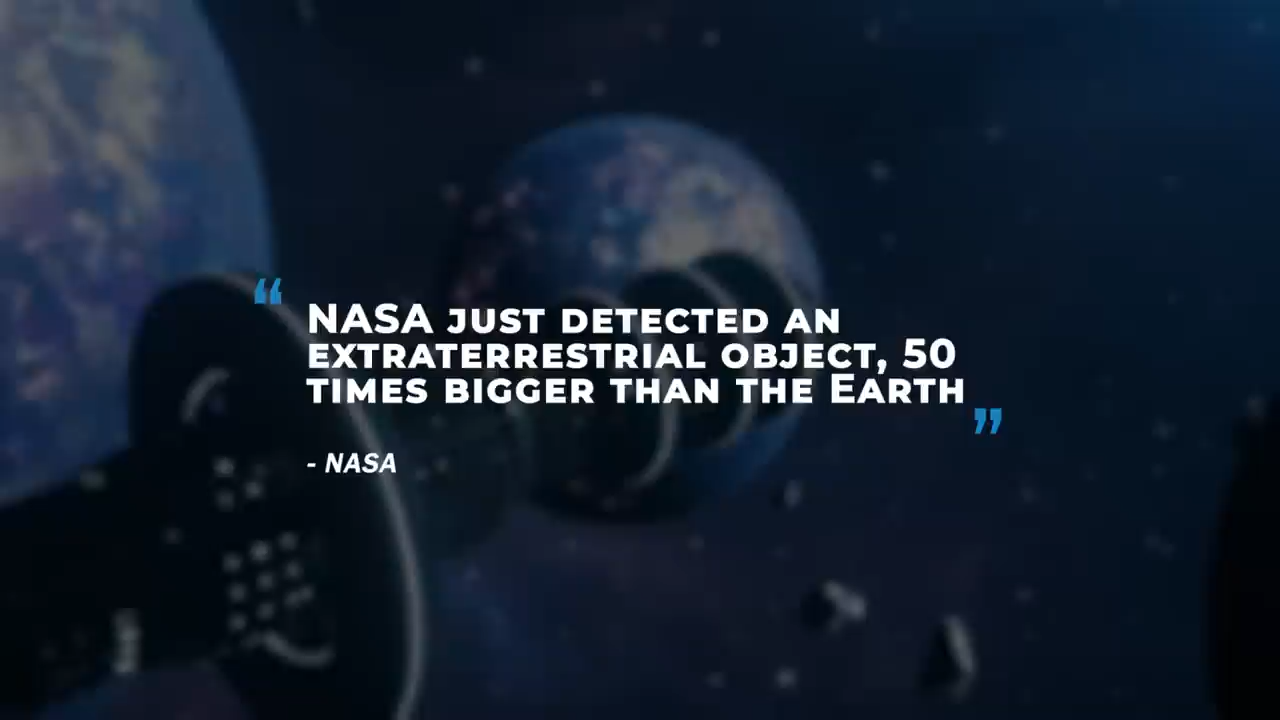 “ NASA JUST DETECTED AN
EXTRATERRESTRIAL OBJECT, 50
TIMES BIGGER THAN THE EARTH ”
- NASA